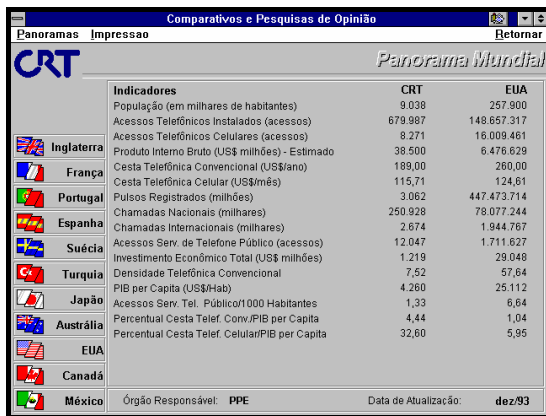 Comparativos e Pesquisas de Opinião
Panoramas Impressao Retornar
CRT Panorama Mundial
Indicadores CRT EUA
População (em milhares de habitantes) 9.038 257.900
Acessos Telefônicos Instalados (acessos) 679.987 148.657.317
Acessos Telefônicos Celulares (acessos) 8.271 16.009.461
Produto Interno Bruto (US$ milhões) - Estimado 38.500 6.476.629
Cesta Telefônica Convencional (US$/ano) 189,00 260,00
Cesta Telefônica Celular (US$/mês) 115,71 124,61
Pulsos Registrados (milhões) 3.062 447.473.714
Chamadas Nacionais (milhares) 250.928 78.077.244
Chamadas Internacionais (milhares) 2.674 1.944.767
Acessos Serv. de Telefone Público (acessos) 12.047 1.711.627
Investimento Econômico Total (US$ milhões) 1.219 29.048
Densidade Telefônica Convencional 7,52 57,64
PIB per Capita (US$/Hab) 4.260 25.112
Acessos Serv. Tel. Público/1000 Habitantes 1,33 6,64
Percentual Cesta Telef. Conv./PIB per Capita 4,44 1,04
Percentual Cesta Telef. Celular/PIB per Capita 32,60 5,95
Inglaterra
França
Portugal
Espanha
Suécia
Turquia
Japão
Austrália
EUA
Canadá
México
Órgão Responsável: PPE Data de Atualização: dez/93